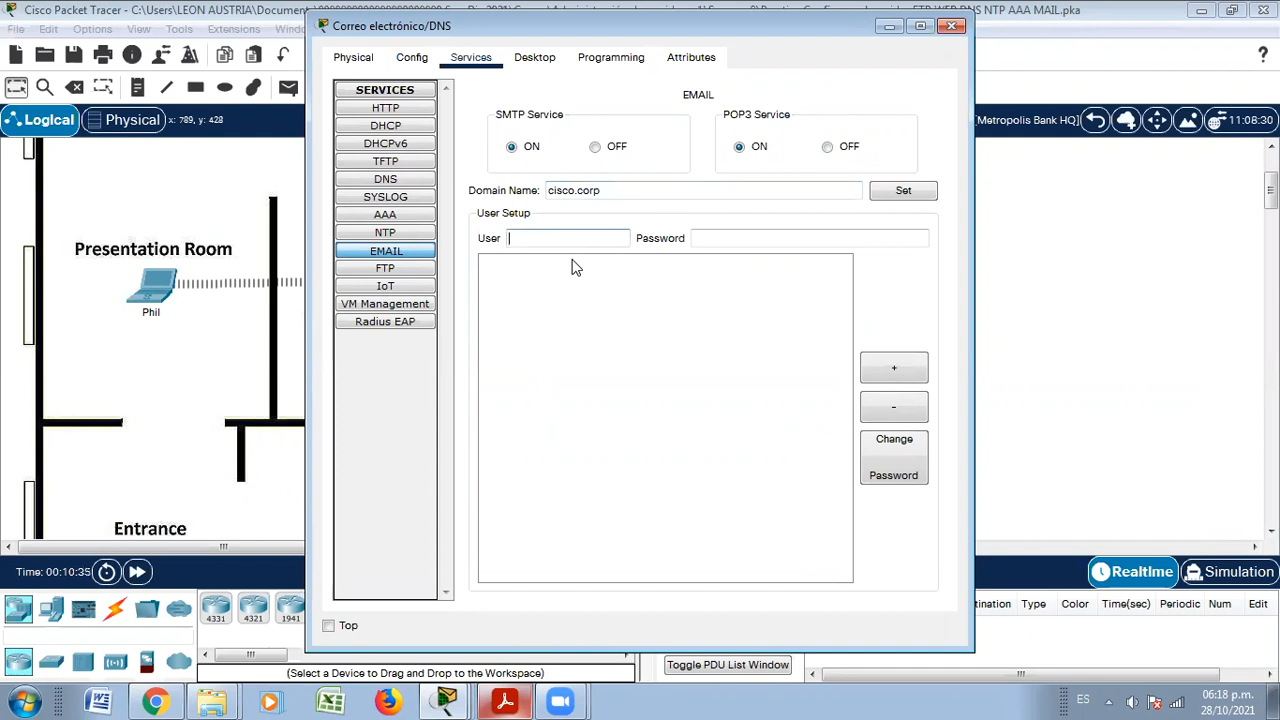 Cisco Packet Tracer - C:\Users\LEON AUSTRIA\Document
FTP WEB DNS NTP AAA MAIL.pka
File Edit Options View Tools Extensions
Logical Physical x: 789, y: 428
[Metropolis Bank HQ] 11:08:30
Presentation Room
Phil
Entrance
Correo electrónico/DNS
Physical Config Services Desktop Programming Attributes
SERVICES
HTTP
DHCP
DHCPv6
TFTP
DNS
SYSLOG
AAA
NTP
EMAIL
FTP
IoT
VM Management
Radius EAP
EMAIL
SMTP Service
ON OFF
POP3 Service
ON OFF
Domain Name: cisco.corp Set
User Setup
User Password
+
-
Change
Password
Top
Time: 00:10:35
Realtime Simulation
4331 4321 1941
(Select a Device to Drag and Drop to the Workspace)
Toggle PDU List Window
tination Type Color Time(sec) Periodic Num Edit
ES
06:18 p.m.
28/10/2021